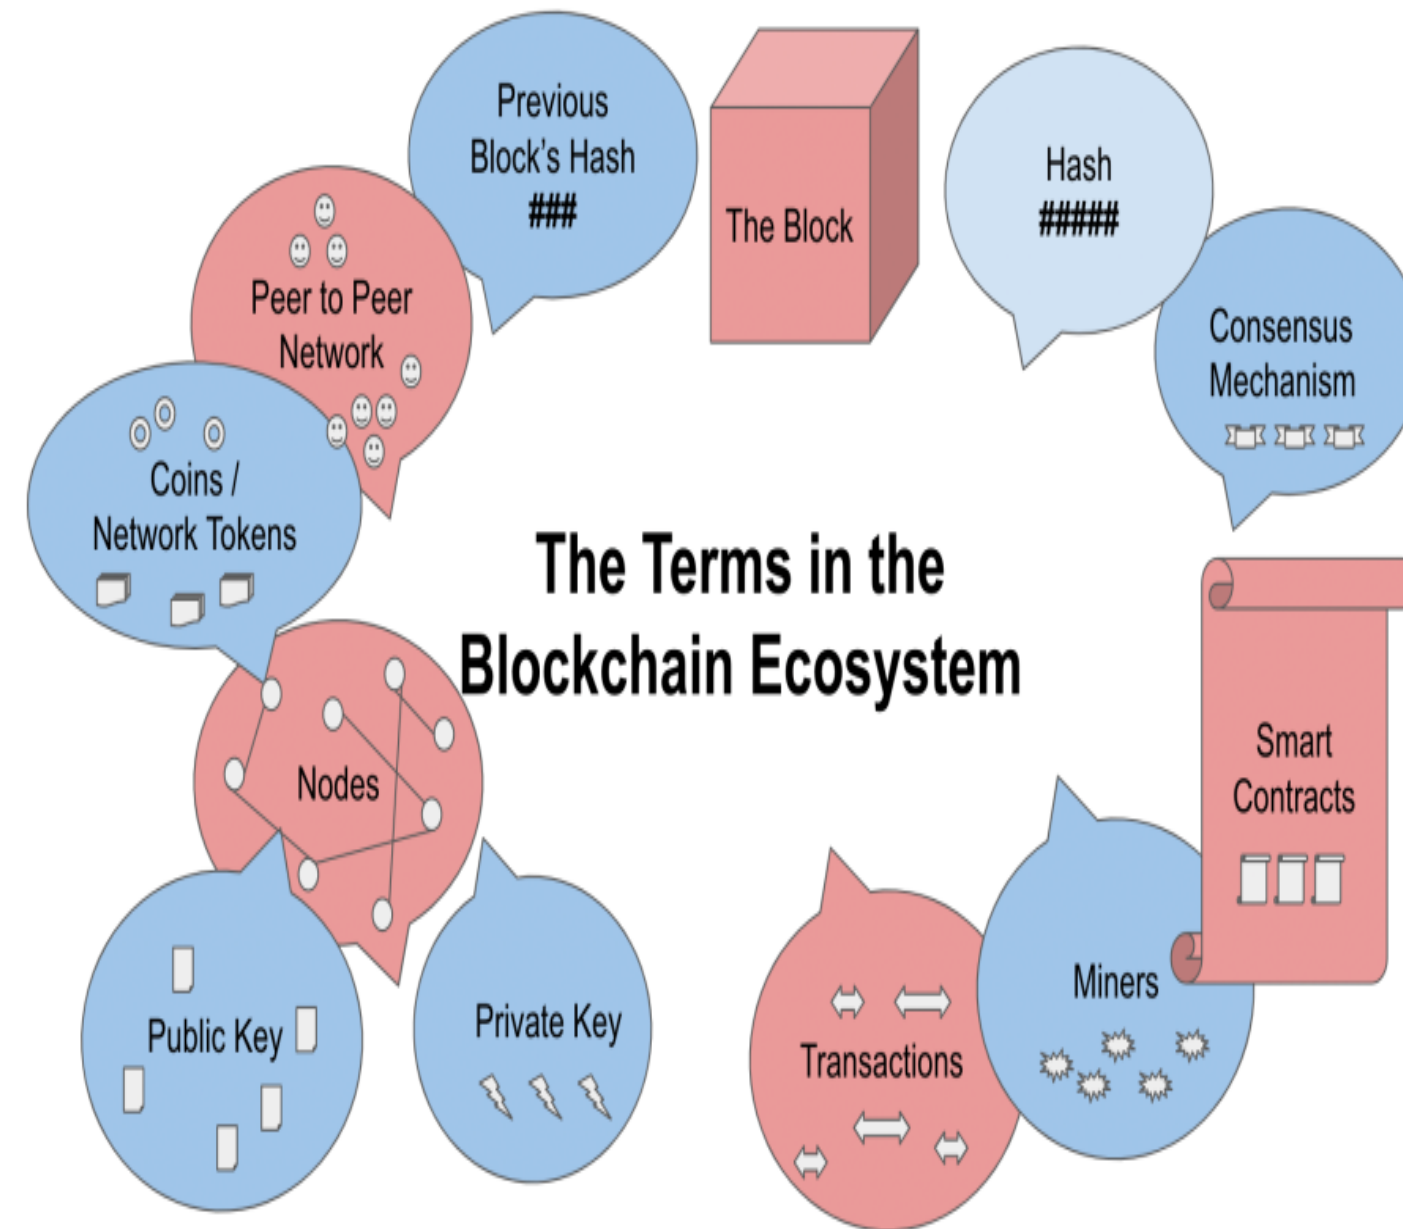 Previous
Block's Hash
###
The Block
Hash
#####
Peer to Peer
Network
Consensus
Mechanism
Coins /
Network Tokens
The Terms in the
Blockchain Ecosystem
Nodes
Smart
Contracts
Public Key
Private Key
Transactions
Miners